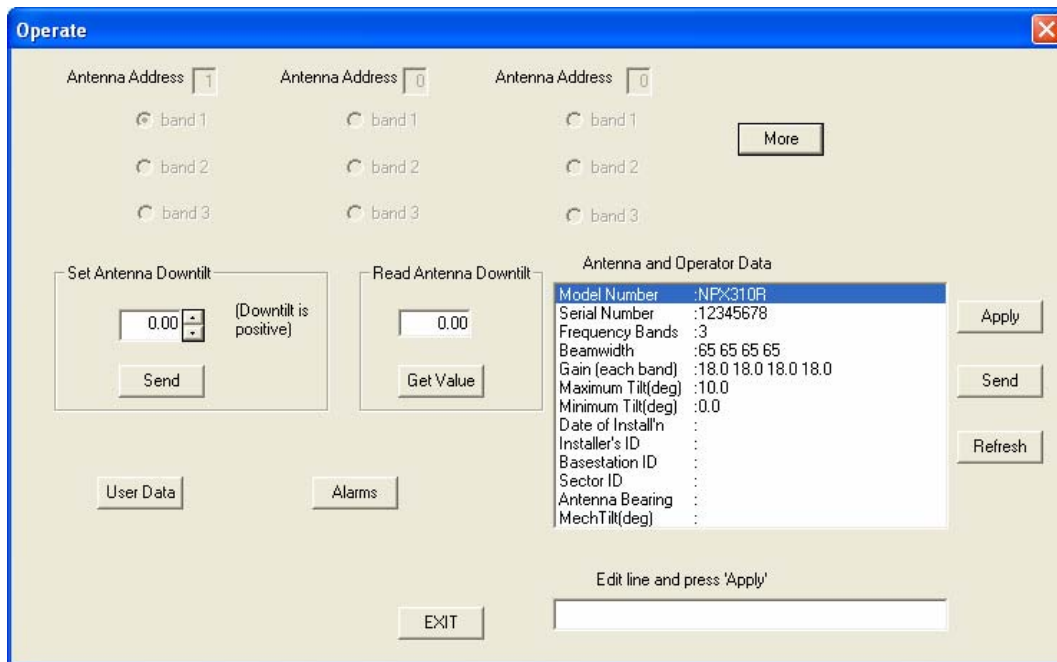 Operate
Antenna Address 1 Antenna Address 0 Antenna Address 0
band 1 band 1 band 1
More
band 2 band 2 band 2
band 3 band 3 band 3
Set Antenna Downtilt
0.00 (Downtilt is
positive)
Send
Read Antenna Downtilt
0.00
Get Value
Antenna and Operator Data
Model Number :NPX310R
Serial Number :12345678
Frequency Bands :3
Beamwidth :65 65 65 65
Gain (each band) :18.0 18.0 18.0 18.0
Maximum Tilt(deg) :10.0
Minimum Tilt(deg) :0.0
Date of Install'n :
Installer's ID :
Basestation ID :
Sector ID :
Antenna Bearing :
MechTilt(deg) :
Apply
Send
Refresh
User Data
Alarms
Edit line and press 'Apply'
EXIT